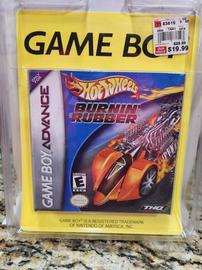 83615
$19.99
GAME BOY
GAME BOY ADVANCE
Hot Wheels
BURNIN'
RUBBER
E
THQ
GAME BOY IS A REGISTERED TRADEMARK
OF NINTENDO OF AMERICA, INC.